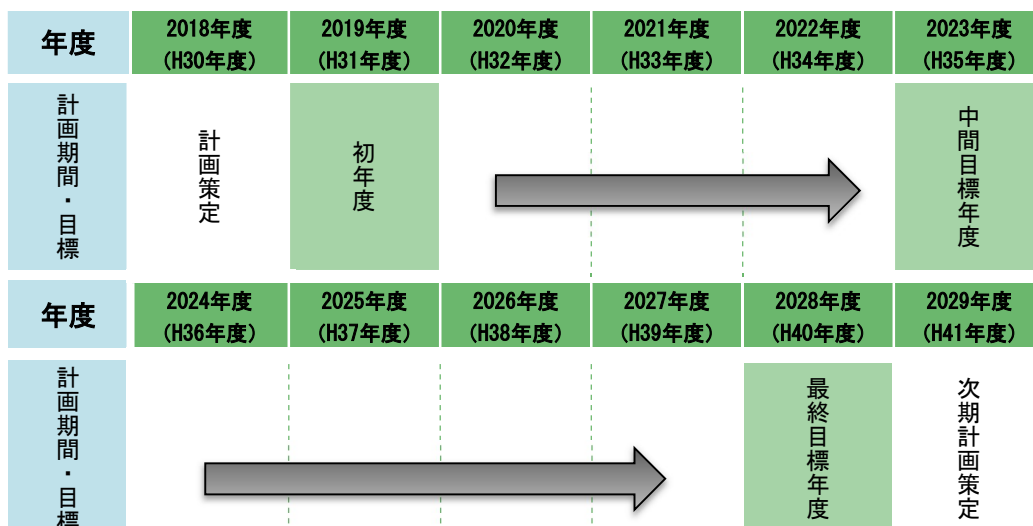 年度
2018年度
(H30年度)
2019年度
(H31年度)
2020年度
(H32年度)
2021年度
(H33年度)
2022年度
(H34年度)
2023年度
(H35年度)
計画期間・目標
計画策定
初年度
中間目標年度
年度
2024年度
(H36年度)
2025年度
(H37年度)
2026年度
(H38年度)
2027年度
(H39年度)
2028年度
(H40年度)
2029年度
(H41年度)
計画期間・目標
最終目標年度
次期計画策定